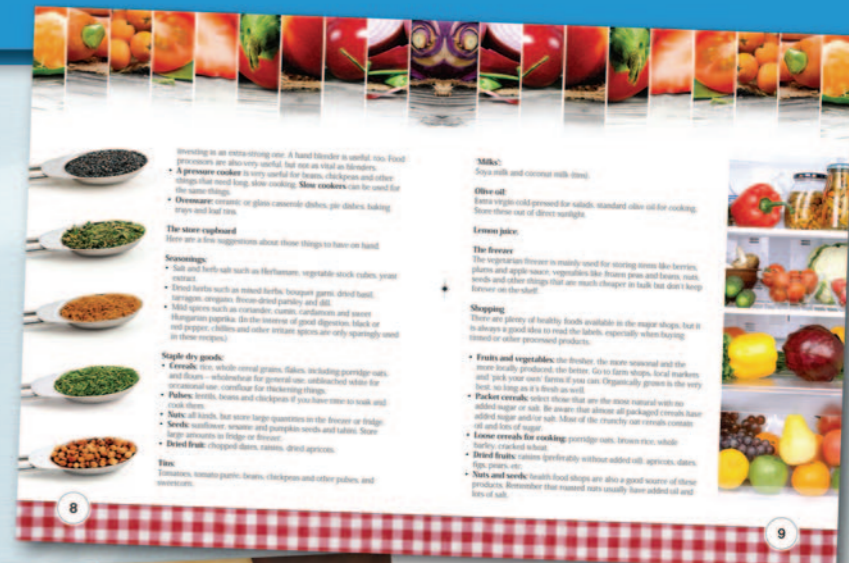 investing in an extra-strong one. A hand blender is useful, too. Food
processors are also very useful, but not as vital as blenders.
• A pressure cooker is very useful for beans, chickpeas and other
things that need long, slow cooking. Slow cookers can be used for
the same things.
• Ovenware: ceramic or glass casserole dishes, pie dishes, baking
trays and loaf tins.
The store cupboard
Here are a few suggestions about those things to have on hand.
Seasonings:
• Salt and herb salt such as Herbamare, vegetable stock cubes, yeast
extract.
• Dried herbs such as mixed herbs, bouquet garni, dried basil,
tarragon, oregano, freeze-dried parsley and dill.
• Mild spices such as coriander, cumin, cardamom and sweet
Hungarian paprika. (In the interest of good digestion, black or
red pepper, chillies and other irritant spices are only sparingly used
in these recipes.)
Staple dry goods:
• Cereals: rice, whole cereal grains, flakes, including porridge oats,
and flours – wholewheat for general use, unbleached white for
occasional use, cornflour for thickening things.
• Pulses: lentils, beans and chickpeas if you have time to soak and
cook them.
• Nuts: all kinds, but store large quantities in the freezer or fridge.
• Seeds: sunflower, sesame and pumpkin seeds and tahini. Store
large amounts in fridge or freezer.
• Dried fruit: chopped dates, raisins, dried apricots.
Tins:
Tomatoes, tomato purée, beans, chickpeas and other pulses, and
sweetcorn.
8
'Milks':
Soya milk and coconut milk (tins).
Olive oil:
Extra virgin cold-pressed for salads, standard olive oil for cooking.
Store these out of direct sunlight.
Lemon juice.
The freezer
The vegetarian freezer is mainly used for storing items like berries,
plums and apple sauce, vegetables like frozen peas and beans, nuts,
seeds and other things that are much cheaper in bulk but don't keep
forever on the shelf.
Shopping
There are plenty of healthy foods available in the major shops, but it
is always a good idea to read the labels, especially when buying
tinned or other processed products.
• Fruits and vegetables: the fresher, the more seasonal and the
more locally produced, the better. Go to farm shops, local markets
and 'pick your own' farms if you can. Organically grown is the very
best, so long as it's fresh as well.
• Packet cereals: select those that are the most natural with no
added sugar or salt. Be aware that almost all packaged cereals have
added sugar and/or salt. Most of the crunchy oat cereals contain
oil and lots of sugar.
• Loose cereals for cooking: porridge oats, brown rice, whole
barley, cracked wheat.
• Dried fruits: raisins (preferably without added oil), apricots, dates,
figs, pears, etc.
• Nuts and seeds: health food shops are also a good source of these
products. Remember that roasted nuts usually have added oil and
lots of salt.
9